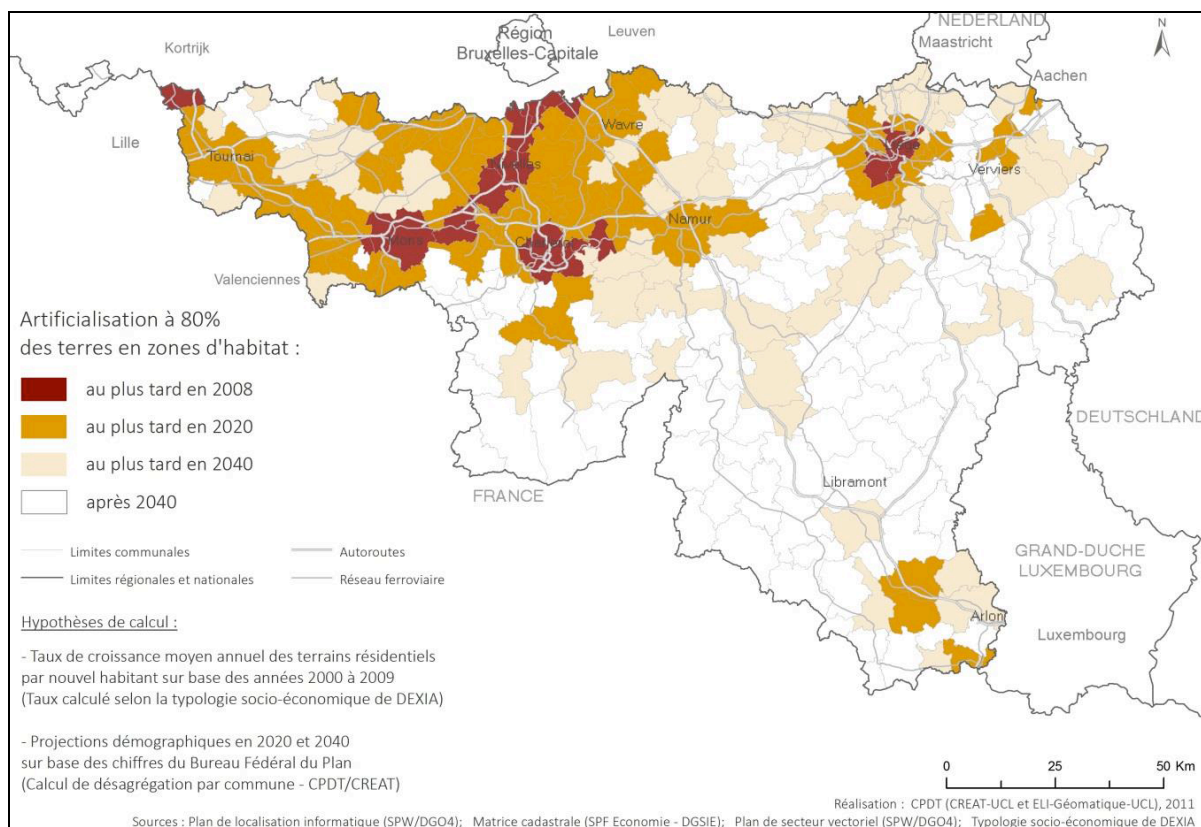 NEDERLAND
Région
Bruxelles-Capitale
Leuven
Maastricht
N
Kortrijk
Aachen
Lille
Wavre
Tournai
Verviers
Namur
Mons
Valenciennes
Artificialisation à 80%
des terres en zones d'habitat :
au plus tard en 2008
au plus tard en 2020
au plus tard en 2040
après 2040
DEUTSCHLAND
FRANCE
Libramont
Limites communales
Autoroutes
Limites régionales et nationales
Réseau ferroviaire
GRAND-DUCHE
LUXEMBOURG
Arlon
Luxembourg
Hypothèses de calcul :
- Taux de croissance moyen annuel des terrains résidentiels
par nouvel habitant sur base des années 2000 à 2009
(Taux calculé selon la typologie socio-économique de DEXIA)
- Projections démographiques en 2020 et 2040
sur base des chiffres du Bureau Fédéral du Plan
(Calcul de désagrégation par commune - CPDT/CREAT)
0 25 50 Km
Réalisation : CPDT (CREAT-UCL et ELI-Géomatique-UCL), 2011
Sources : Plan de localisation informatique (SPW/DGO4); Matrice cadastrale (SPF Economie - DGSIE); Plan de secteur vectoriel (SPW/DGO4); Typologie socio-économique de DEXIA